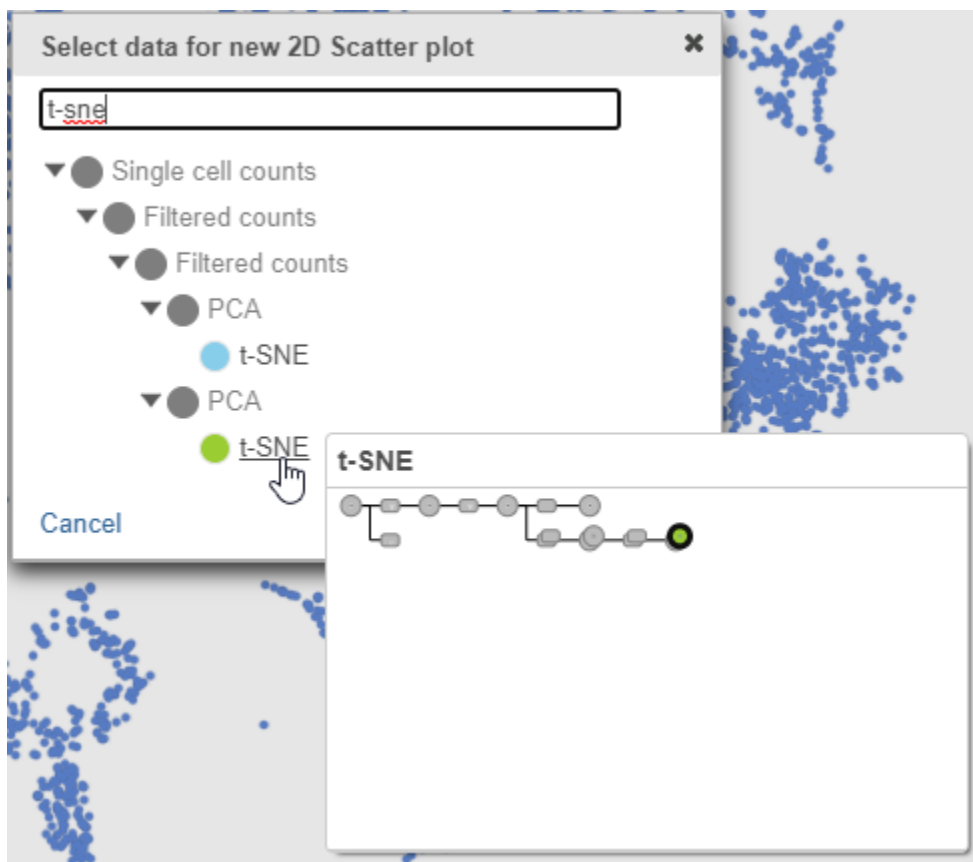 Select data for new 2D Scatter plot
t-sne
Single cell counts
Filtered counts
Filtered counts
PCA
t-SNE
PCA
t-SNE
t-SNE
Cancel